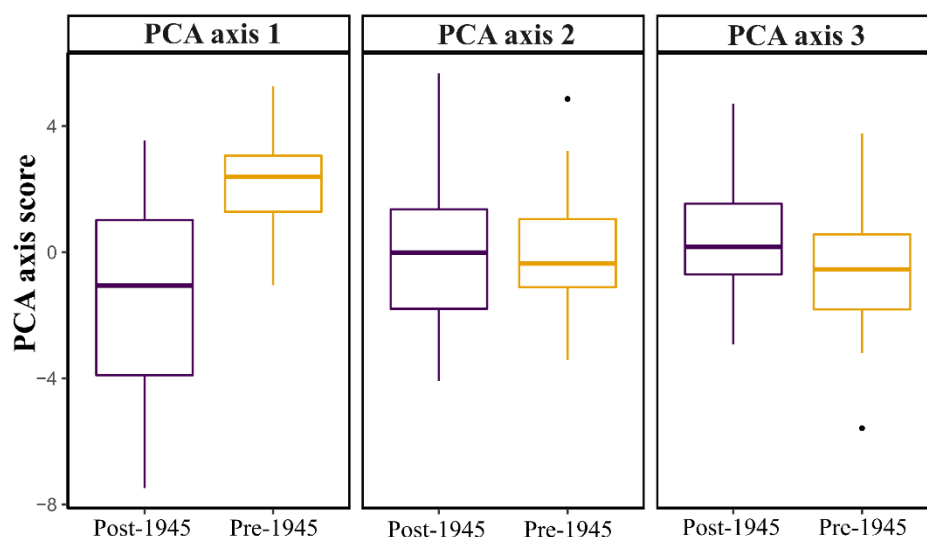 PCA axis 1 PCA axis 2 PCA axis 3
PCA axis score
4
0
−4
−8
Post-1945 Pre-1945 Post-1945 Pre-1945 Post-1945 Pre-1945